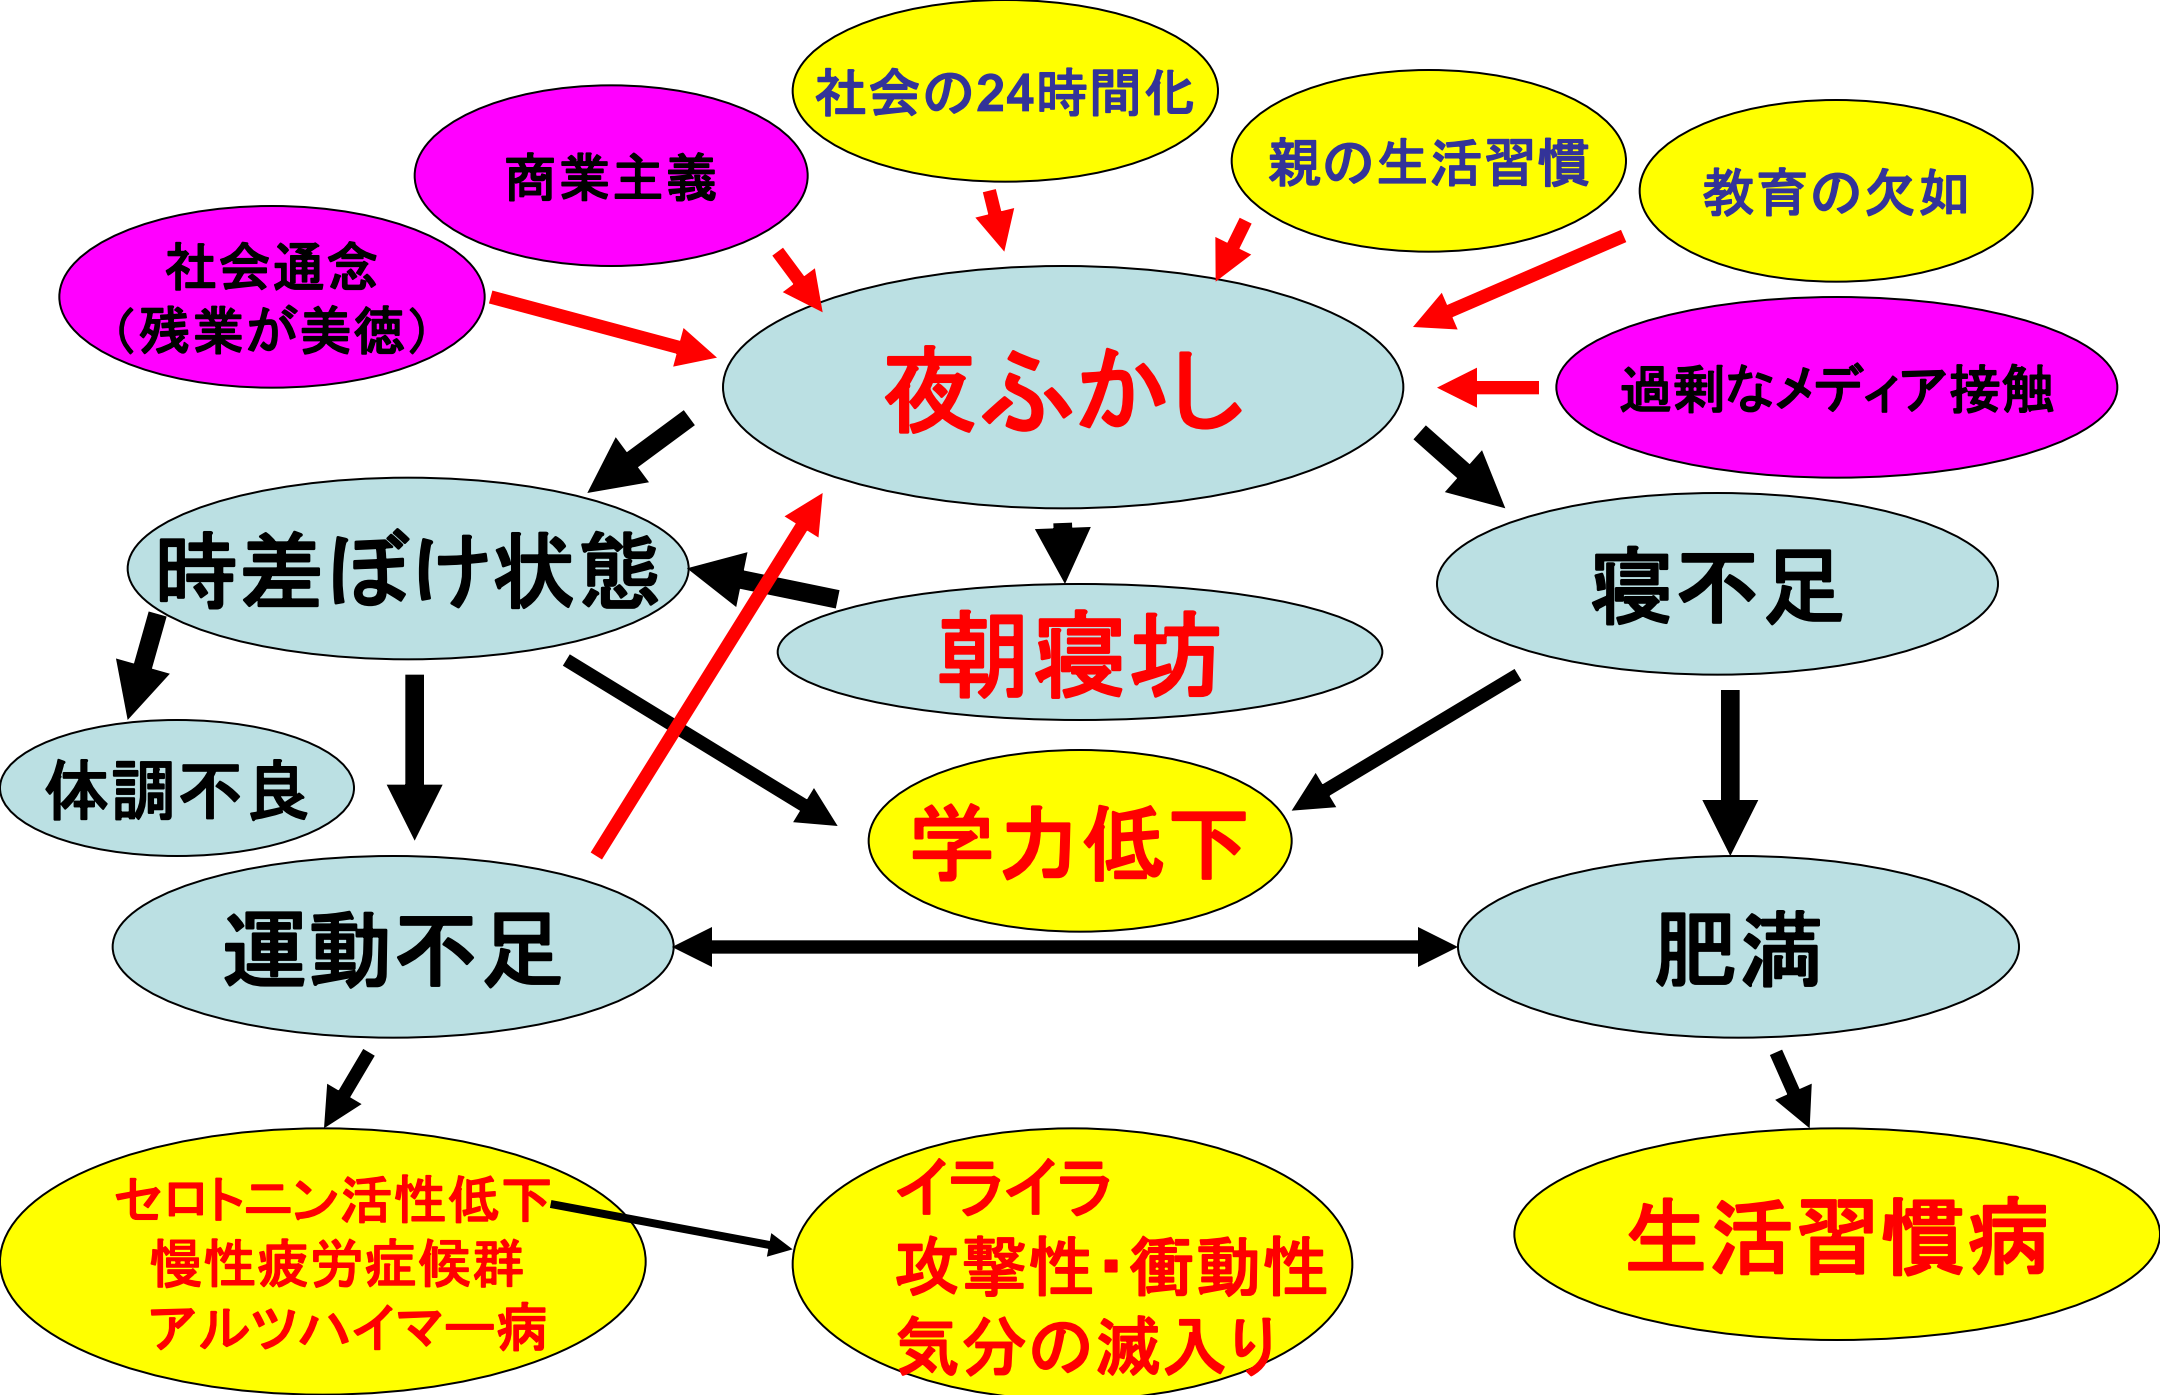 社会の24時間化
商業主義
親の生活習慣
教育の欠如
社会通念
（残業が美徳）
夜ふかし
過剰なメディア接触
時差ぼけ状態
寝不足
朝寝坊
体調不良
学力低下
運動不足
肥満
セロトニン活性低下
慢性疲労症候群
アルツハイマー病
イライラ
攻撃性・衝動性
気分の滅入り
生活習慣病